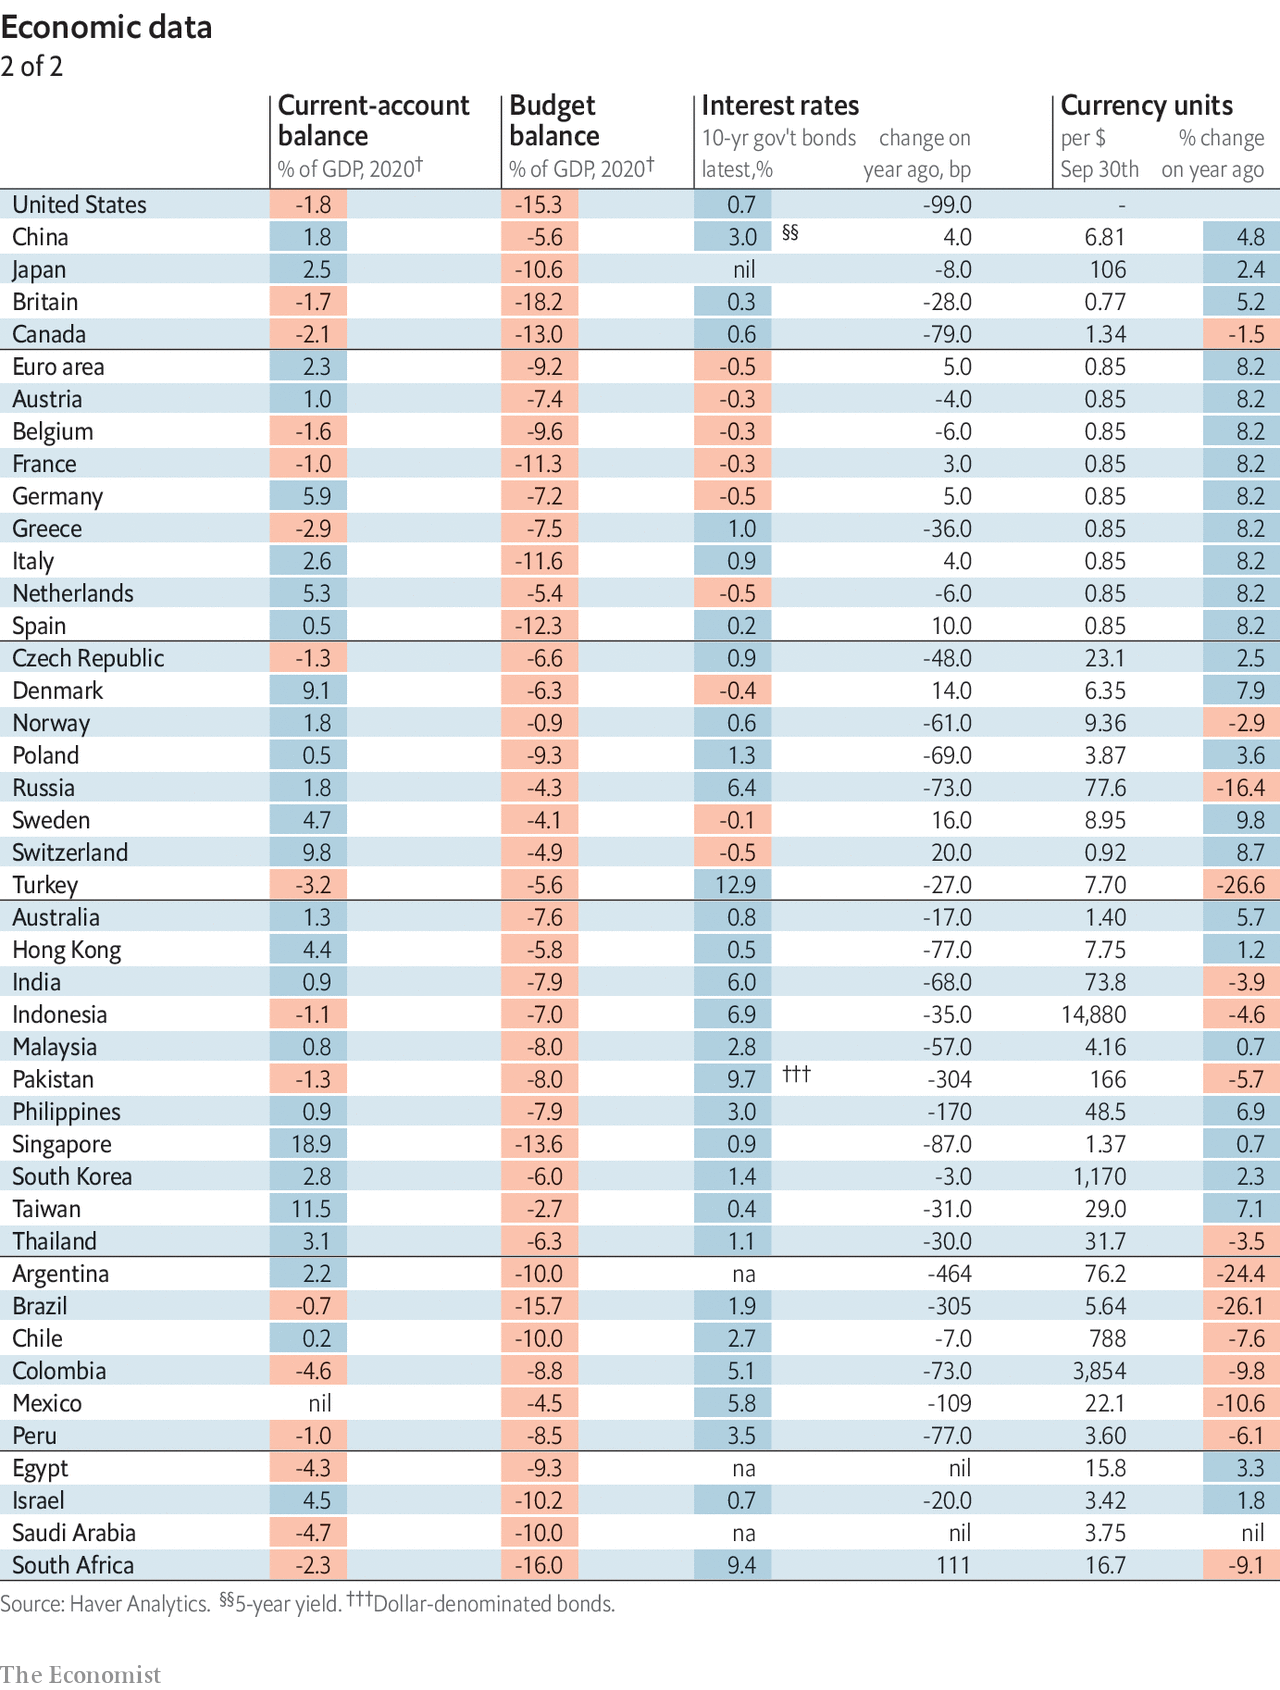 Economic data
2 of 2
Current-account balance % of GDP, 2020† Budget balance % of GDP, 2020† Interest rates 10-yr gov't bonds latest,% change on year ago, bp Currency units per $ Sep 30th % change on year ago
United States -1.8 -15.3 0.7 -99.0 -
China 1.8 -5.6 3.0 §§ 4.0 6.81 4.8
Japan 2.5 -10.6 nil -8.0 106 2.4
Britain -1.7 -18.2 0.3 -28.0 0.77 5.2
Canada -2.1 -13.0 0.6 -79.0 1.34 -1.5
Euro area 2.3 -9.2 -0.5 5.0 0.85 8.2
Austria 1.0 -7.4 -0.3 -4.0 0.85 8.2
Belgium -1.6 -9.6 -0.3 -6.0 0.85 8.2
France -1.0 -11.3 -0.3 3.0 0.85 8.2
Germany 5.9 -7.2 -0.5 5.0 0.85 8.2
Greece -2.9 -7.5 1.0 -36.0 0.85 8.2
Italy 2.6 -11.6 0.9 4.0 0.85 8.2
Netherlands 5.3 -5.4 -0.5 -6.0 0.85 8.2
Spain 0.5 -12.3 0.2 10.0 0.85 8.2
Czech Republic -1.3 -6.6 0.9 -48.0 23.1 2.5
Denmark 9.1 -6.3 -0.4 14.0 6.35 7.9
Norway 1.8 -0.9 0.6 -61.0 9.36 -2.9
Poland 0.5 -9.3 1.3 -69.0 3.87 3.6
Russia 1.8 -4.3 6.4 -73.0 77.6 -16.4
Sweden 4.7 -4.1 -0.1 16.0 8.95 9.8
Switzerland 9.8 -4.9 -0.5 20.0 0.92 8.7
Turkey -3.2 -5.6 12.9 -27.0 7.70 -26.6
Australia 1.3 -7.6 0.8 -17.0 1.40 5.7
Hong Kong 4.4 -5.8 0.5 -77.0 7.75 1.2
India 0.9 -7.9 6.0 -68.0 73.8 -3.9
Indonesia -1.1 -7.0 6.9 -35.0 14,880 -4.6
Malaysia 0.8 -8.0 2.8 -57.0 4.16 0.7
Pakistan -1.3 -8.0 9.7 ††† -304 166 -5.7
Philippines 0.9 -7.9 3.0 -170 48.5 6.9
Singapore 18.9 -13.6 0.9 -87.0 1.37 0.7
South Korea 2.8 -6.0 1.4 -3.0 1,170 2.3
Taiwan 11.5 -2.7 0.4 -31.0 29.0 7.1
Thailand 3.1 -6.3 1.1 -30.0 31.7 -3.5
Argentina 2.2 -10.0 na -464 76.2 -24.4
Brazil -0.7 -15.7 1.9 -305 5.64 -26.1
Chile 0.2 -10.0 2.7 -7.0 788 -7.6
Colombia -4.6 -8.8 5.1 -73.0 3,854 -9.8
Mexico nil -4.5 5.8 -109 22.1 -10.6
Peru -1.0 -8.5 3.5 -77.0 3.60 -6.1
Egypt -4.3 -9.3 na nil 15.8 3.3
Israel 4.5 -10.2 0.7 -20.0 3.42 1.8
Saudi Arabia -4.7 -10.0 na nil 3.75 nil
South Africa -2.3 -16.0 9.4 111 16.7 -9.1
Source: Haver Analytics. §§5-year yield. †††Dollar-denominated bonds.
The Economist